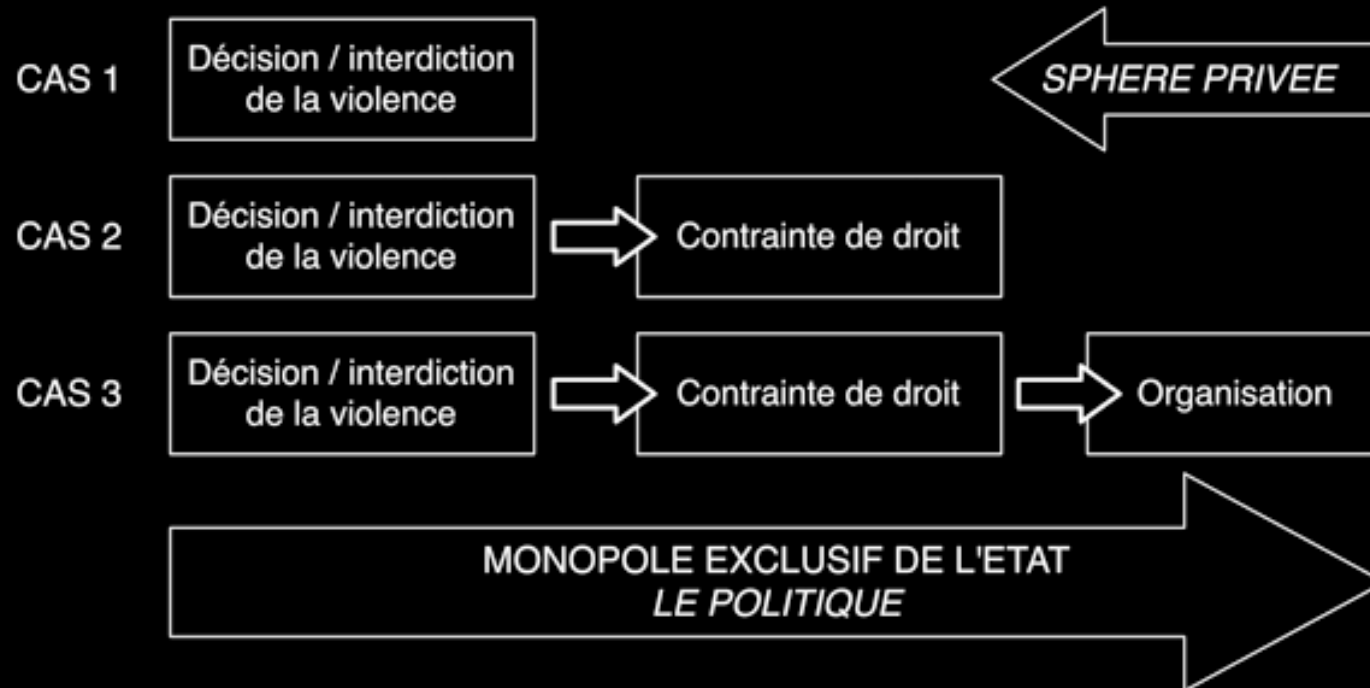 CAS 1
Décision / interdiction
de la violence
SPHERE PRIVEE
CAS 2
Décision / interdiction
de la violence
Contrainte de droit
CAS 3
Décision / interdiction
de la violence
Contrainte de droit
Organisation
MONOPOLE EXCLUSIF DE L'ETAT
LE POLITIQUE